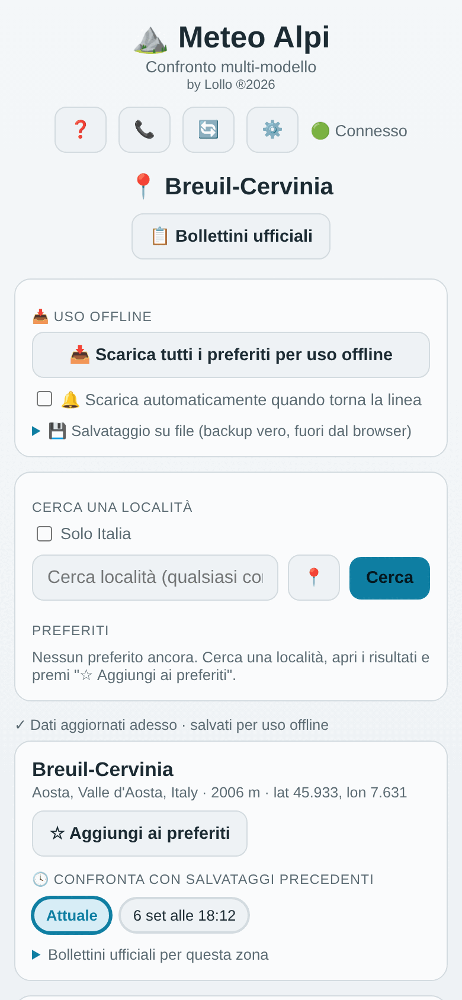 ⛰️ Meteo Alpi
Confronto multi-modello
by Lollo ®2026
❓ 📞 🔄 ⚙️ 🟢 Connesso
📍 Breuil-Cervinia
📋 Bollettini ufficiali
📥 USO OFFLINE
📥 Scarica tutti i preferiti per uso offline
🔔 Scarica automaticamente quando torna la linea
▶ 💾 Salvataggio su file (backup vero, fuori dal browser)
CERCA UNA LOCALITÀ
Solo Italia
Cerca località (qualsiasi 📍 Cerca
PREFERITI
Nessun preferito ancora. Cerca una località, apri i risultati e
premi "☆ Aggiungi ai preferiti".
✓ Dati aggiornati adesso · salvati per uso offline
Breuil-Cervinia
Aosta, Valle d'Aosta, Italy · 2006 m · lat 45.933, lon 7.631
☆ Aggiungi ai preferiti
🕓 CONFRONTA CON SALVATAGGI PRECEDENTI
Attuale 6 set alle 18:12
▶ Bollettini ufficiali per questa zona